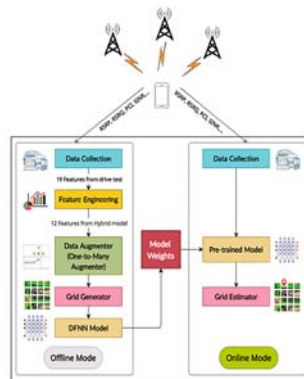 RSRP, RSRQ, PCI, SINR,...
RSRP, RSRQ, PCI, SINR,...
Data Collection
19 Features from drive test
Feature Engineering
12 Features from Hybrid model
Data Augmenter
(One-to-Many
Augmenter)
Grid Generator
DFNN Model
Offline Mode
Model
Weights
Data Collection
Pre-trained Model
Grid Estimator
Online Mode